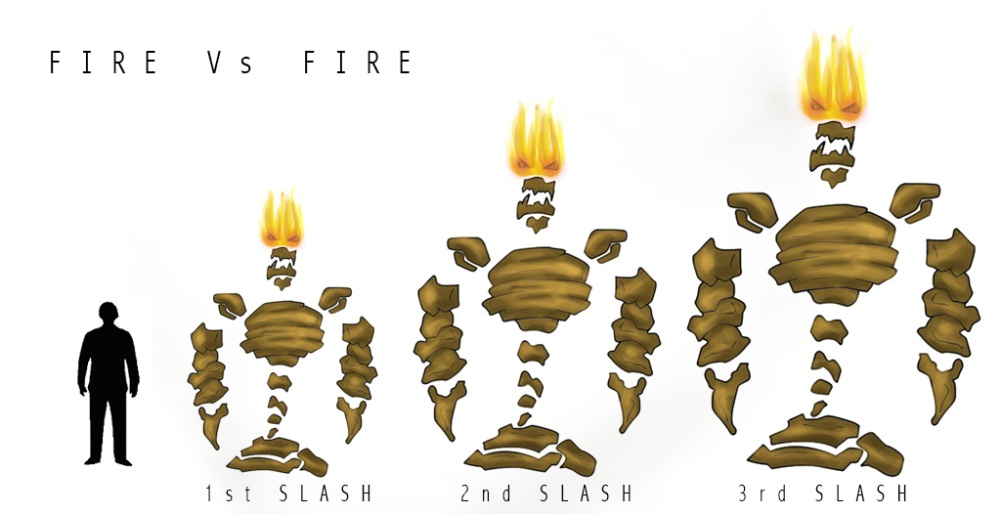 FIRE Vs FIRE
1st SLASH
2nd SLASH
3rd SLASH